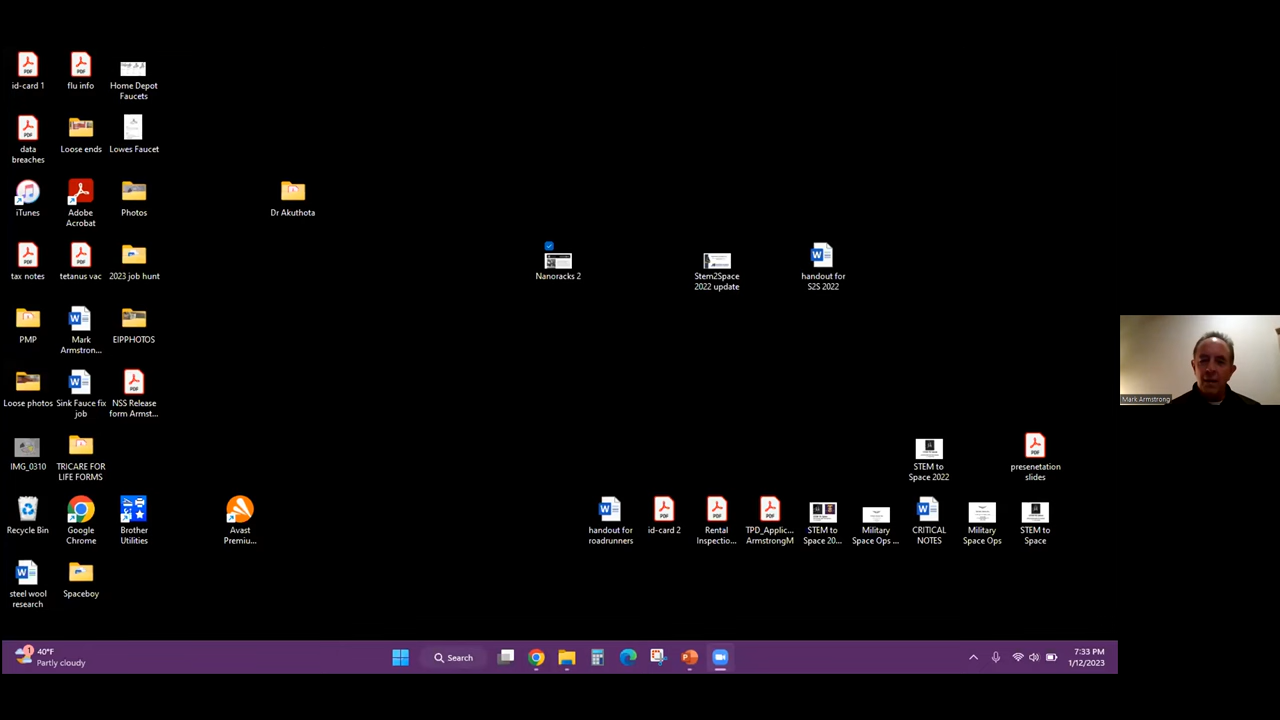 id-card 1
flu info
Home Depot
Faucets
data
breaches
Loose ends
Lowes Faucet
iTunes
Adobe
Acrobat
Photos
Dr Akuthota
tax notes
tetanus vac
2023 job hunt
Nanoracks 2
Stem2Space
2022 update
handout for
S2S 2022
PMP
Mark
Armstron...
EIPPHOTOS
Loose photos
Sink Fauce fix
job
NSS Release
form Armst...
Mark Armstrong
IMG_0310
TRICARE FOR
LIFE FORMS
STEM to
Space 2022
presenetation
slides
Recycle Bin
Google
Chrome
Brother
Utilities
Avast
Premiu...
handout for
roadrunners
id-card 2
Rental
Inspectio...
TPD_Applic...
ArmstrongM
STEM to
Space 20...
Military
Space Ops ...
CRITICAL
NOTES
Military
Space Ops
STEM to
Space
steel wool
research
Spaceboy
1
40°F
Partly cloudy
Search
7:33 PM
1/12/2023